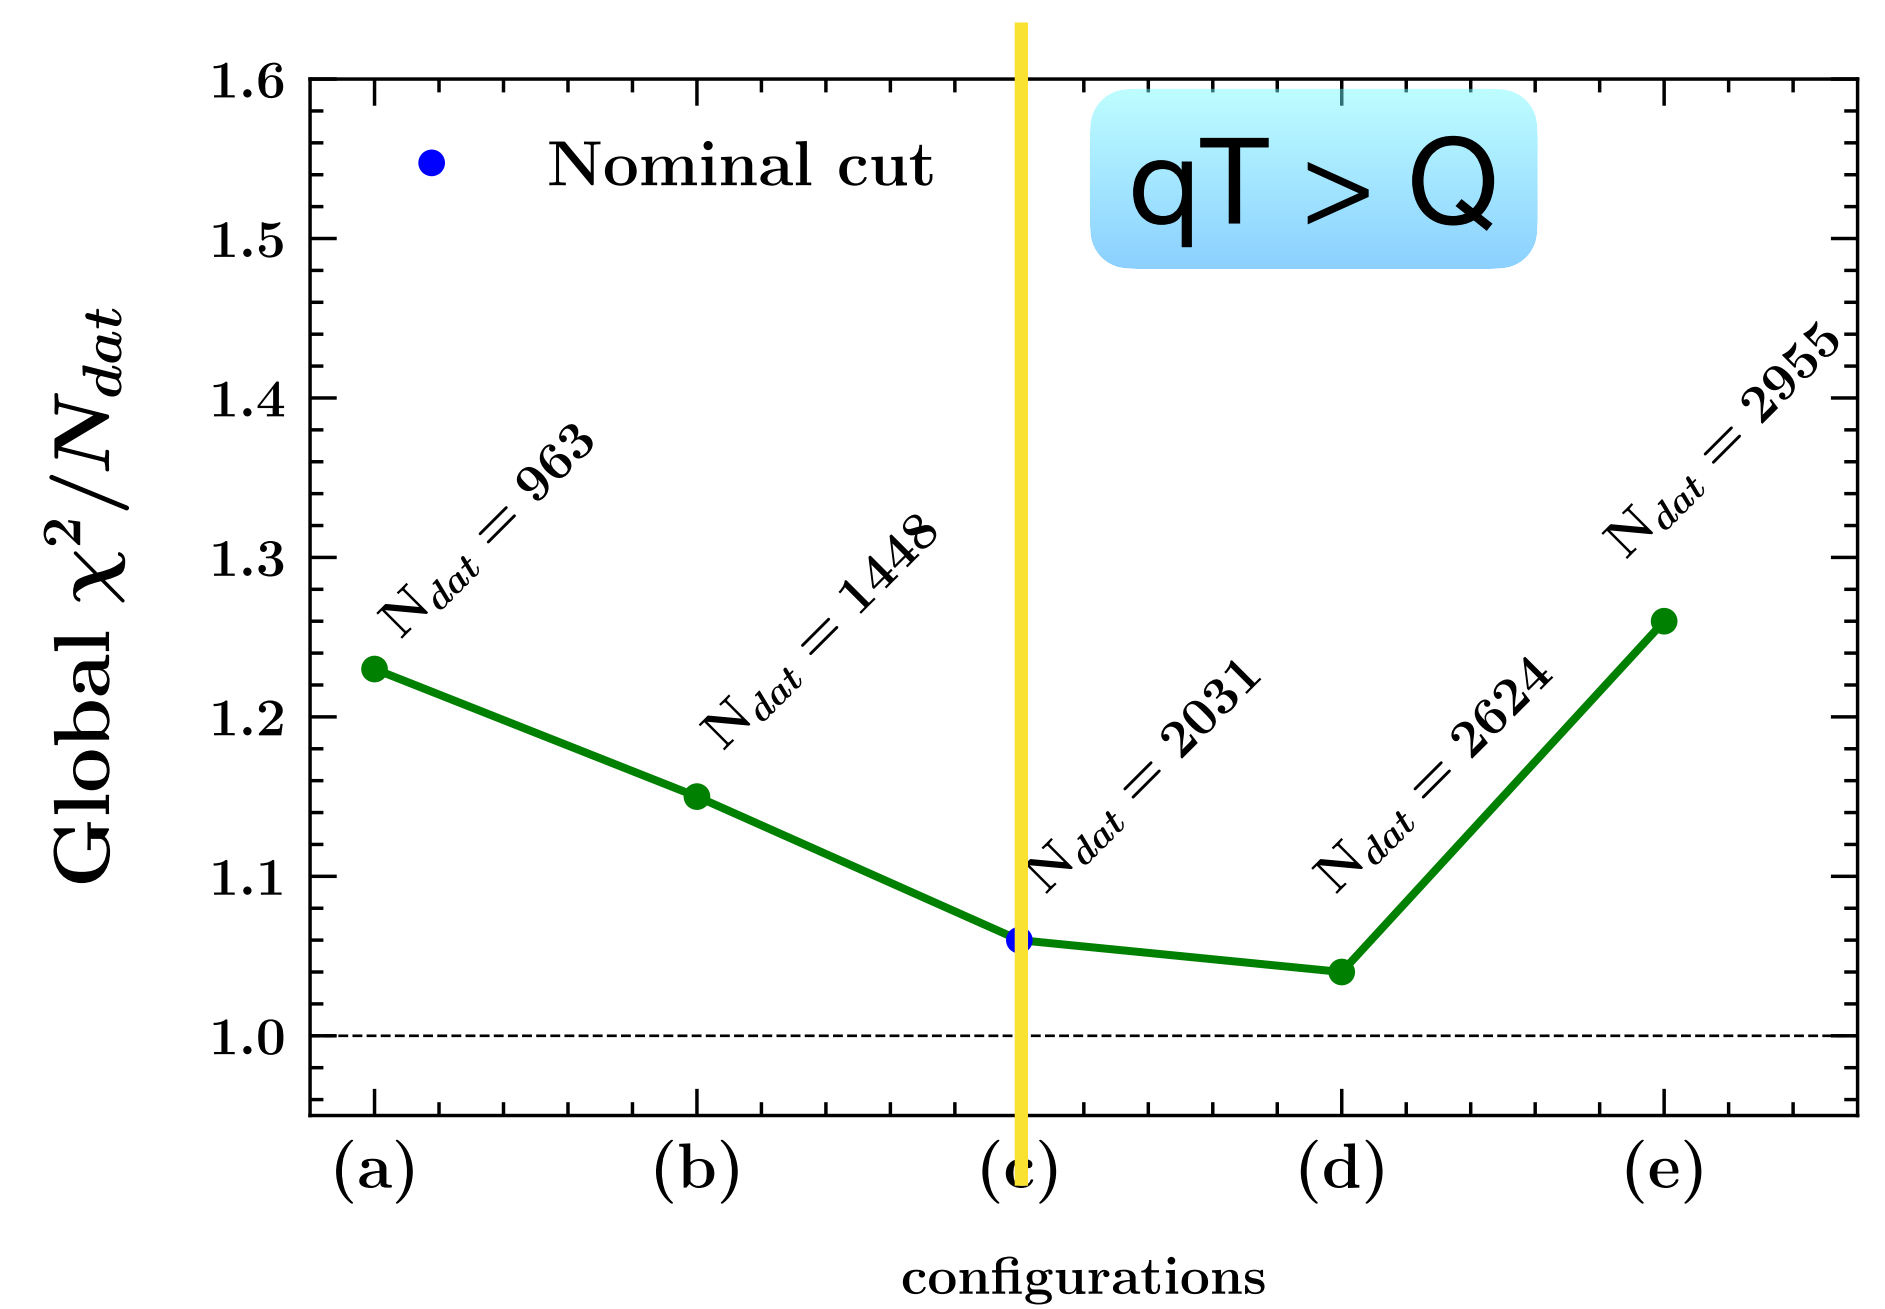 Global χ²/N_dat
1.6
1.5
1.4
1.3
1.2
1.1
1.0
Nominal cut
qT > Q
N_dat = 963
N_dat = 1448
N_dat = 2031
N_dat = 2624
N_dat = 2955
(a) (b) (c) (d) (e)
configurations